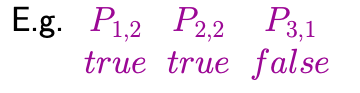 E.g. P₁,₂ P₂,₂ P₃,₁
true true false